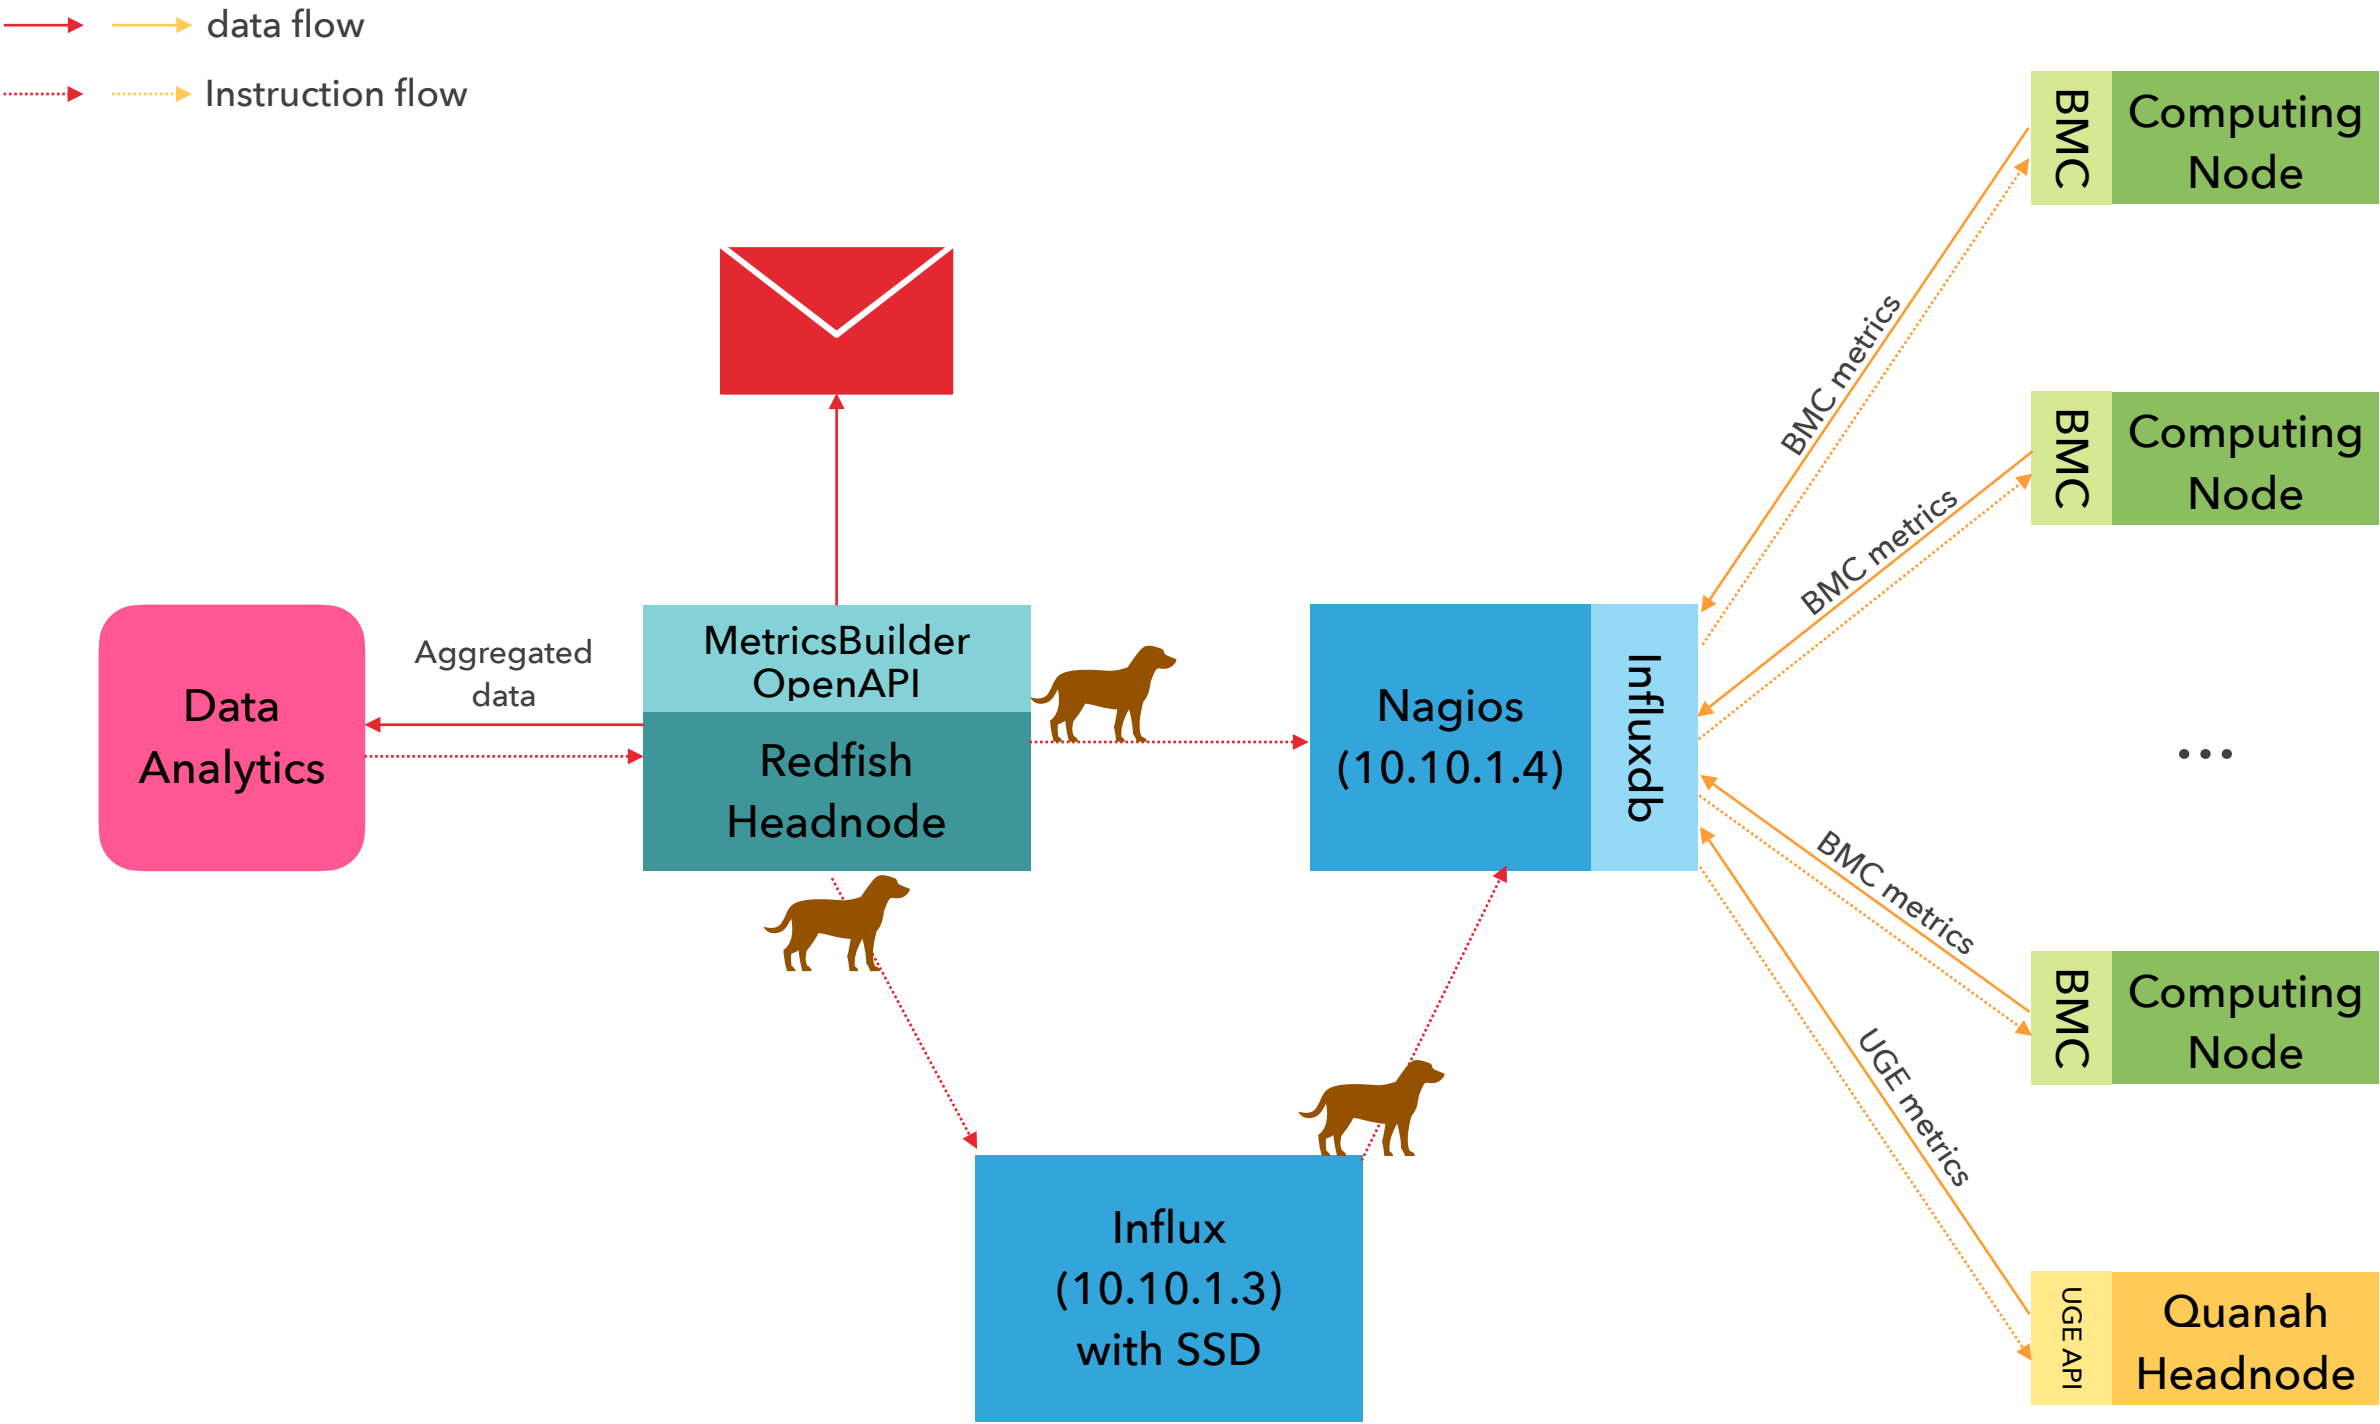 data flow
Instruction flow
BMC
Computing
Node
BMC metrics
BMC
Computing
Node
BMC metrics
Data
Analytics
Aggregated
data
MetricsBuilder
OpenAPI
Redfish
Headnode
Nagios
(10.10.1.4)
Influxdb
...
BMC metrics
BMC
Computing
Node
UGE metrics
Influx
(10.10.1.3)
with SSD
UGE API
Quanah
Headnode